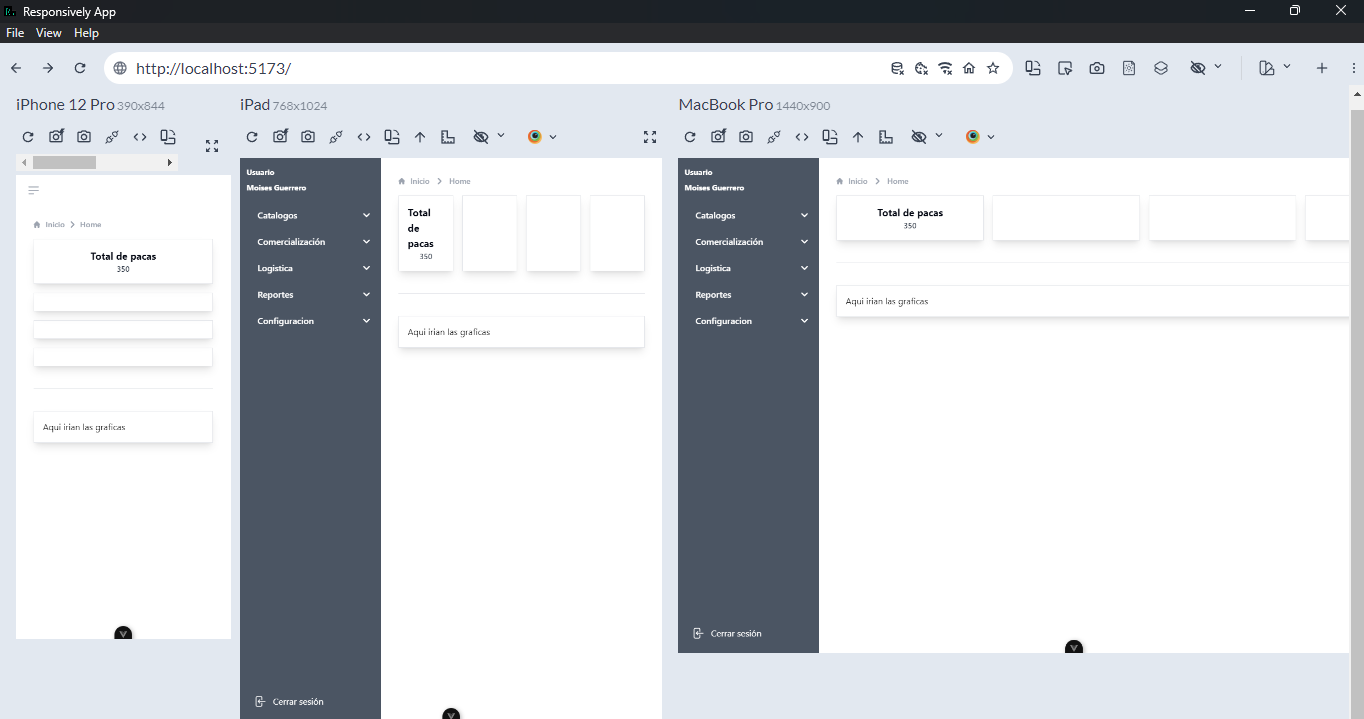 Responsively App
File View Help
http://localhost:5173/
iPhone 12 Pro 390x844
Inicio Home
Total de pacas
350
Aqui irian las graficas
iPad 768x1024
Usuario
Moises Guerrero
Catalogos
Comercialización
Logistica
Reportes
Configuracion
Cerrar sesión
Inicio Home
Total
de
pacas
350
Aqui irian las graficas
MacBook Pro 1440x900
Usuario
Moises Guerrero
Catalogos
Comercialización
Logistica
Reportes
Configuracion
Cerrar sesión
Inicio Home
Total de pacas
350
Aqui irian las graficas